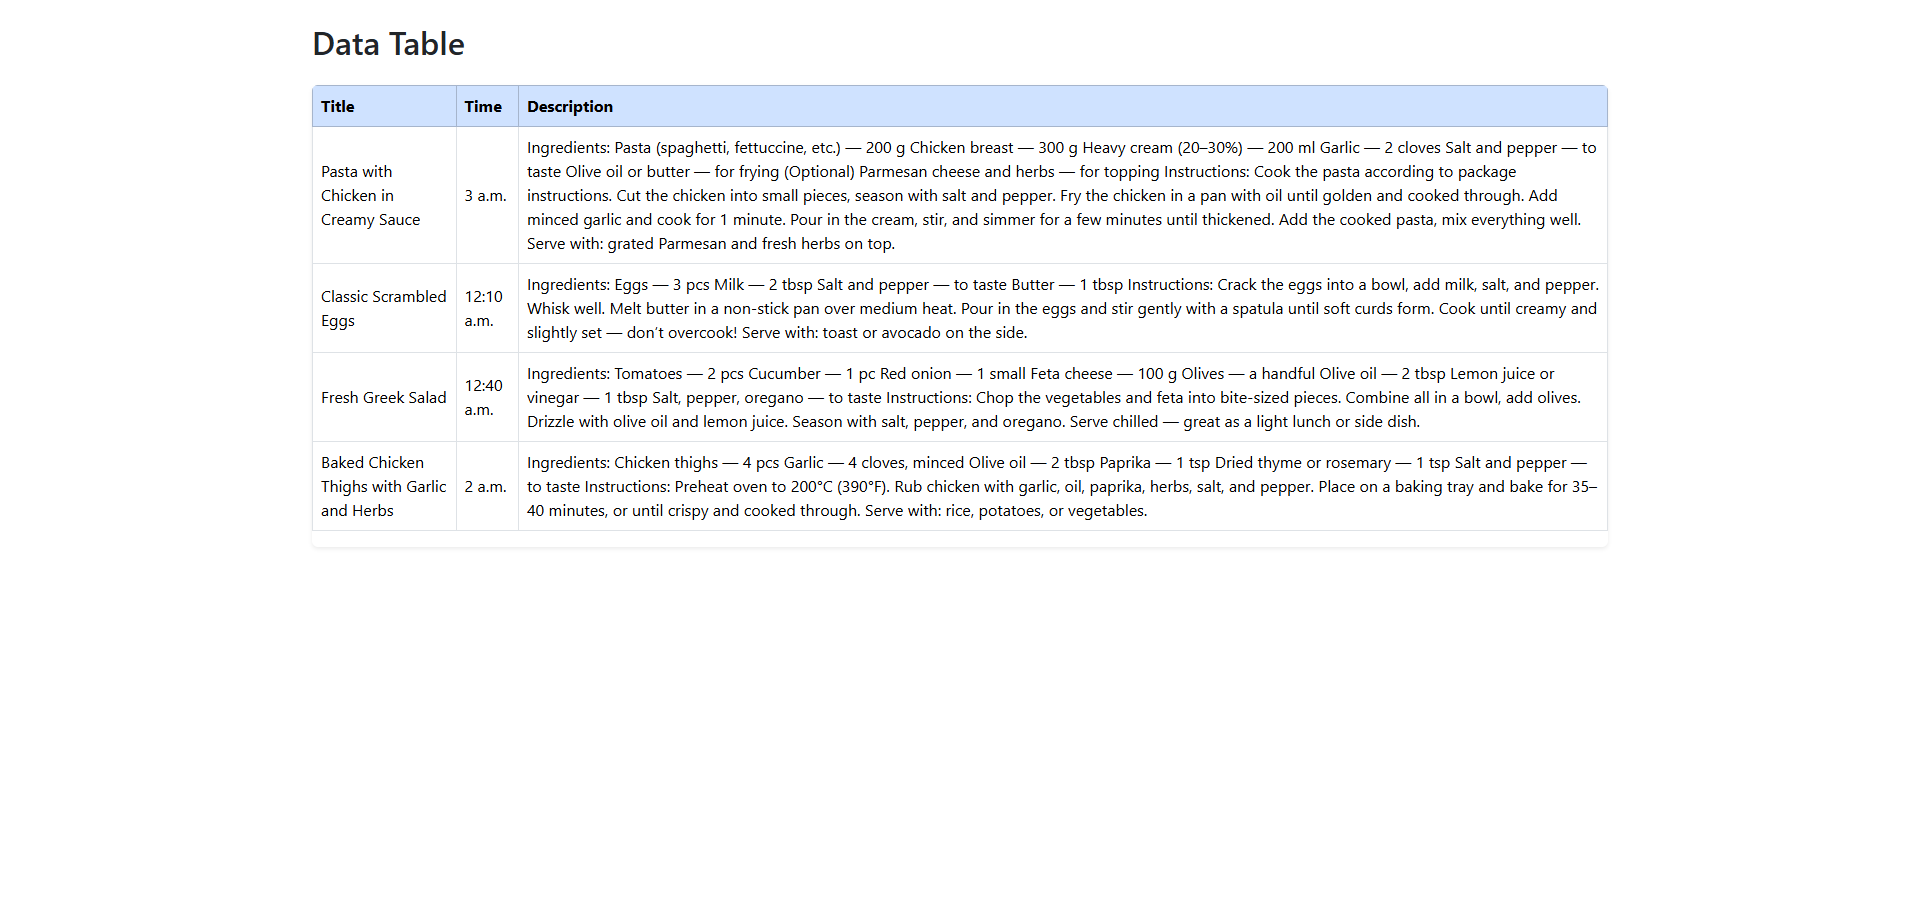 Data Table
Title Time Description
Pasta with
Chicken in
Creamy Sauce
3 a.m.
Ingredients: Pasta (spaghetti, fettuccine, etc.) — 200 g Chicken breast — 300 g Heavy cream (20–30%) — 200 ml Garlic — 2 cloves Salt and pepper — to
taste Olive oil or butter — for frying (Optional) Parmesan cheese and herbs — for topping Instructions: Cook the pasta according to package
instructions. Cut the chicken into small pieces, season with salt and pepper. Fry the chicken in a pan with oil until golden and cooked through. Add
minced garlic and cook for 1 minute. Pour in the cream, stir, and simmer for a few minutes until thickened. Add the cooked pasta, mix everything well.
Serve with: grated Parmesan and fresh herbs on top.
Classic Scrambled
Eggs
12:10
a.m.
Ingredients: Eggs — 3 pcs Milk — 2 tbsp Salt and pepper — to taste Butter — 1 tbsp Instructions: Crack the eggs into a bowl, add milk, salt, and pepper.
Whisk well. Melt butter in a non-stick pan over medium heat. Pour in the eggs and stir gently with a spatula until soft curds form. Cook until creamy and
slightly set — don’t overcook! Serve with: toast or avocado on the side.
Fresh Greek Salad
12:40
a.m.
Ingredients: Tomatoes — 2 pcs Cucumber — 1 pc Red onion — 1 small Feta cheese — 100 g Olives — a handful Olive oil — 2 tbsp Lemon juice or
vinegar — 1 tbsp Salt, pepper, oregano — to taste Instructions: Chop the vegetables and feta into bite-sized pieces. Combine all in a bowl, add olives.
Drizzle with olive oil and lemon juice. Season with salt, pepper, and oregano. Serve chilled — great as a light lunch or side dish.
Baked Chicken
Thighs with Garlic
and Herbs
2 a.m.
Ingredients: Chicken thighs — 4 pcs Garlic — 4 cloves, minced Olive oil — 2 tbsp Paprika — 1 tsp Dried thyme or rosemary — 1 tsp Salt and pepper —
to taste Instructions: Preheat oven to 200°C (390°F). Rub chicken with garlic, oil, paprika, herbs, salt, and pepper. Place on a baking tray and bake for 35–
40 minutes, or until crispy and cooked through. Serve with: rice, potatoes, or vegetables.